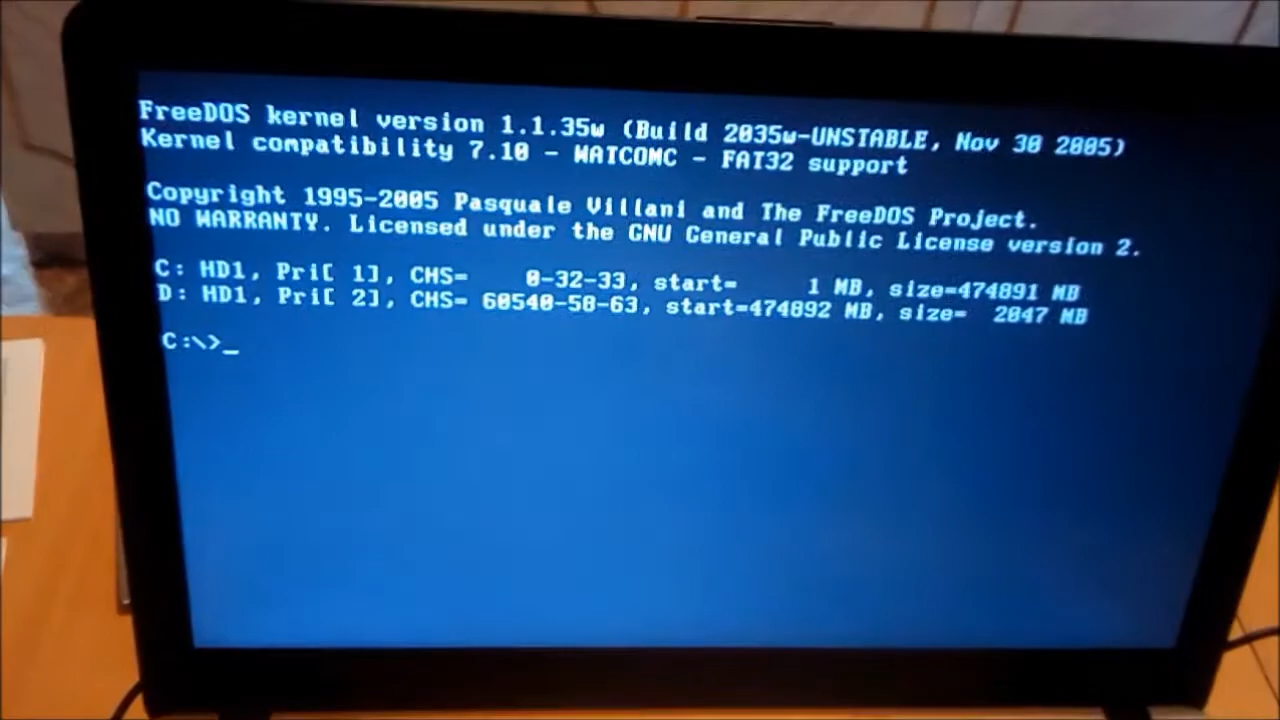 FreeDOS kernel version 1.1.35w (Build 2035w-UNSTABLE, Nov 30 2005)
Kernel compatibility 7.10 - WATCOMC - FAT32 support
Copyright 1995-2005 Pasquale Villani and The FreeDOS Project.
NO WARRANTY. Licensed under the GNU General Public License version 2.
C: HD1, Pri[ 1], CHS=    0-32-33, start=     1 MB, size=474891 MB
D: HD1, Pri[ 2], CHS= 60540-58-63, start=474892 MB, size=  2047 MB
C:\>_